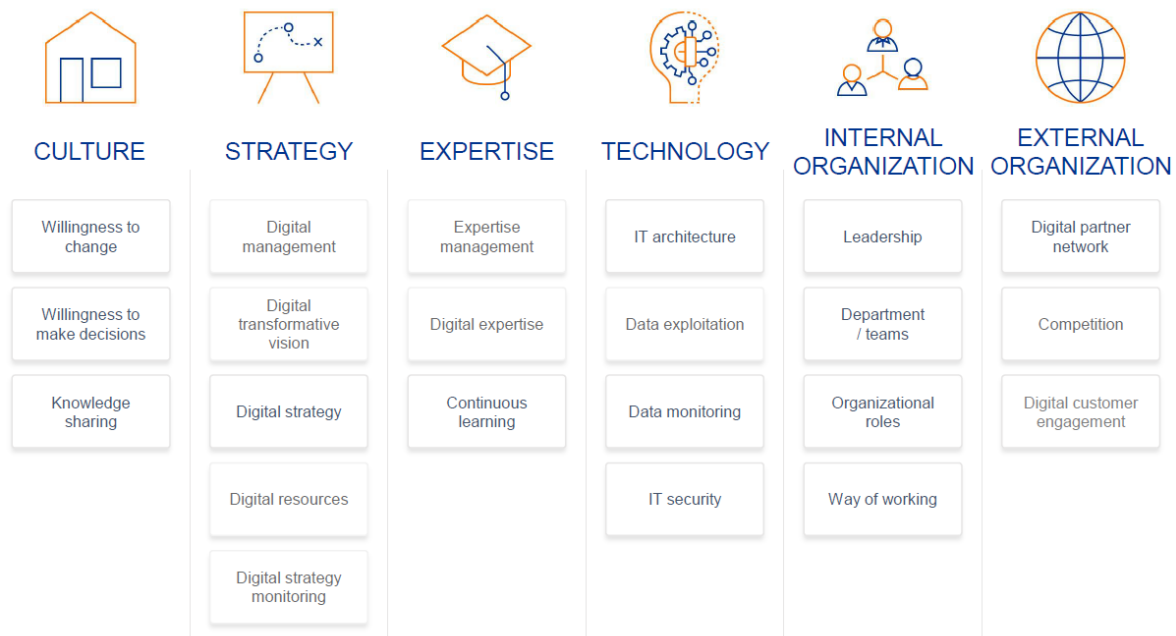 CULTURE
Willingness to
change
Willingness to
make decisions
Knowledge
sharing
STRATEGY
Digital
management
Digital
transformative
vision
Digital strategy
Digital resources
Digital strategy
monitoring
EXPERTISE
Expertise
management
Digital expertise
Continuous
learning
TECHNOLOGY
IT architecture
Data exploitation
Data monitoring
IT security
INTERNAL
ORGANIZATION
Leadership
Department
/ teams
Organizational
roles
Way of working
EXTERNAL
ORGANIZATION
Digital partner
network
Competition
Digital customer
engagement